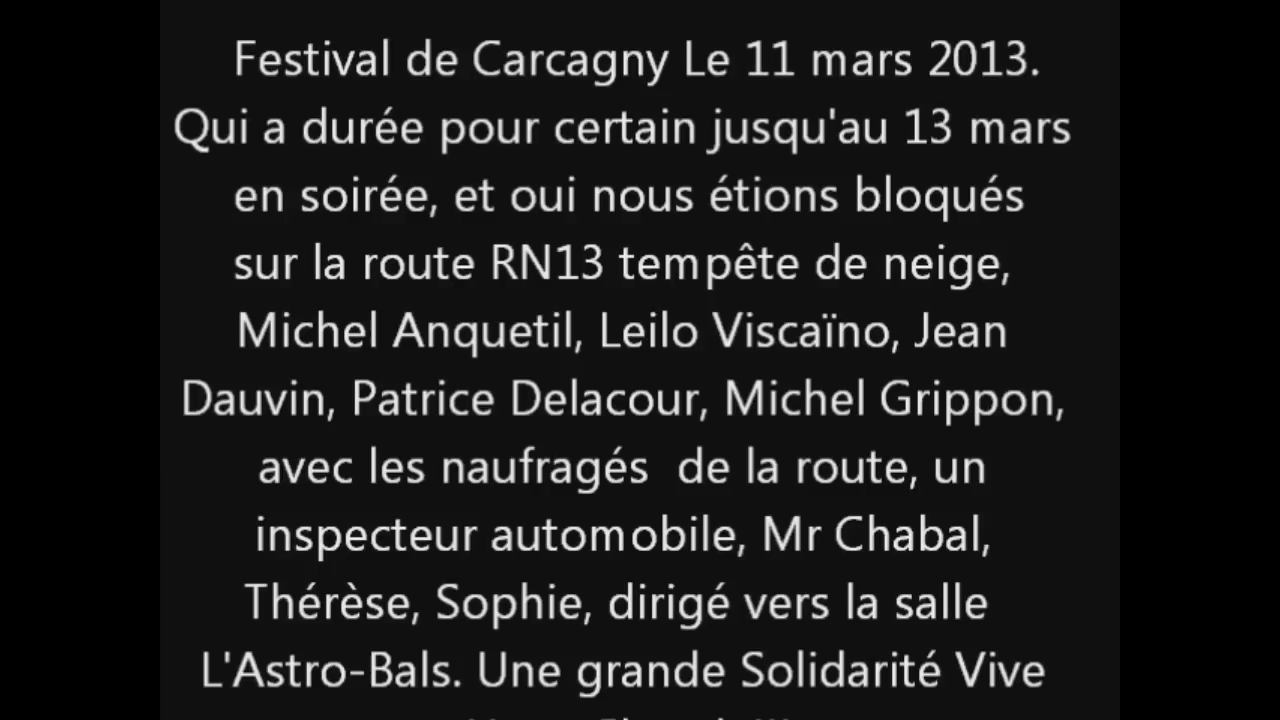 Festival de Carcagny Le 11 mars 2013.
Qui a durée pour certain jusqu'au 13 mars
en soirée, et oui nous étions bloqués
sur la route RN13 tempête de neige,
Michel Anquetil, Leilo Viscaïno, Jean
Dauvin, Patrice Delacour, Michel Grippon,
avec les naufragés  de la route, un
inspecteur automobile, Mr Chabal,
Thérèse, Sophie, dirigé vers la salle
L'Astro-Bals. Une grande Solidarité Vive